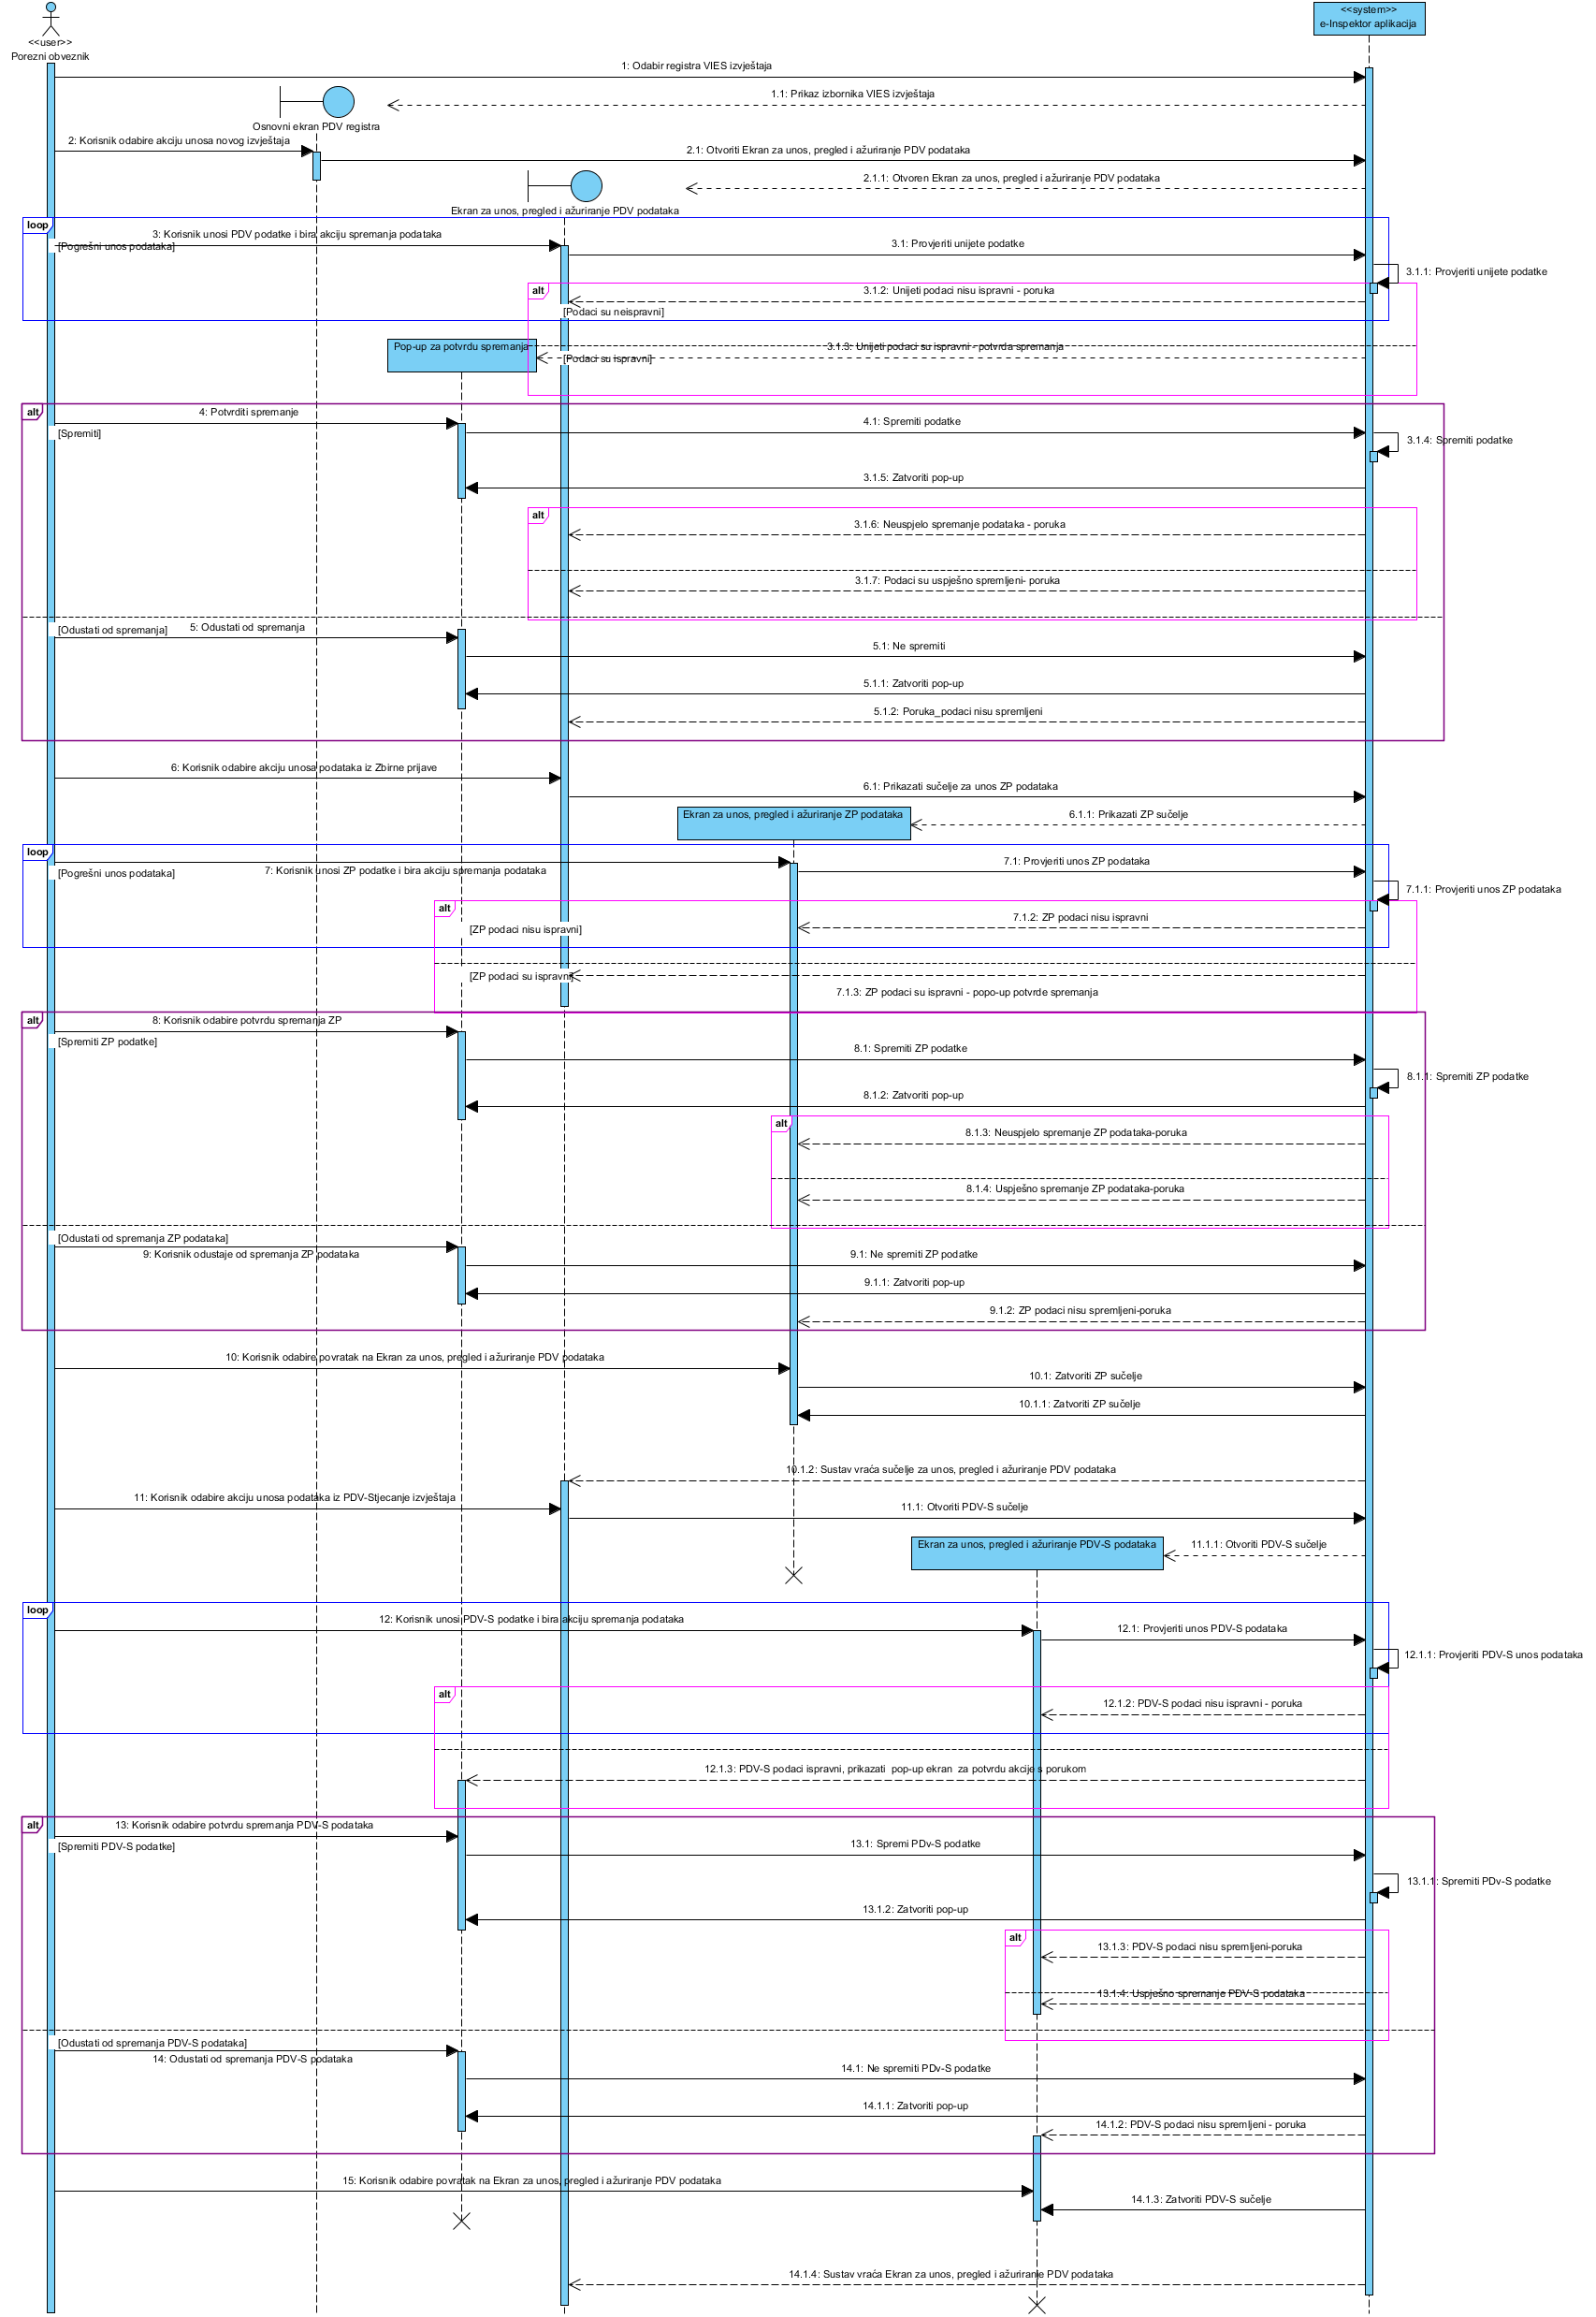 <<user>>
Porezni obveznik
<<system>>
e-Inspektor aplikacija
1: Odabir registra VIES izvještaja
1.1: Prikaz izbornika VIES izvještaja
Osnovni ekran PDV registra
2: Korisnik odabire akciju unosa novog izvještaja
2.1: Otvoriti Ekran za unos, pregled i ažuriranje PDV podataka
2.1.1: Otvoren Ekran za unos, pregled i ažuriranje PDV podataka
Ekran za unos, pregled i ažuriranje PDV podataka
loop
3: Korisnik unosi PDV podatke i bira akciju spremanja podataka
[Pogrešni unos podataka]
3.1: Provjeriti unijete podatke
3.1.1: Provjeriti unijete podatke
alt
3.1.2: Unijeti podaci nisu ispravni - poruka
[Podaci su neispravni]
Pop-up za potvrdu spremanja
3.1.3: Unijeti podaci su ispravni - potvrda spremanja
[Podaci su ispravni]
alt
4: Potvrditi spremanje
[Spremiti]
4.1: Spremiti podatke
3.1.4: Spremiti podatke
3.1.5: Zatvoriti pop-up
alt
3.1.6: Neuspjelo spremanje podataka - poruka
3.1.7: Podaci su uspješno spremljeni- poruka
[Odustati od spremanja]
5: Odustati od spremanja
5.1: Ne spremiti
5.1.1: Zatvoriti pop-up
5.1.2: Poruka_podaci nisu spremljeni
6: Korisnik odabire akciju unosa podataka iz Zbirne prijave
6.1: Prikazati sučelje za unos ZP podataka
Ekran za unos, pregled i ažuriranje ZP podataka
6.1.1: Prikazati ZP sučelje
loop
[Pogrešni unos podataka]
7: Korisnik unosi ZP podatke i bira akciju spremanja podataka
7.1: Provjeriti unos ZP podataka
7.1.1: Provjeriti unos ZP podataka
alt
7.1.2: ZP podaci nisu ispravni
[ZP podaci nisu ispravni]
[ZP podaci su ispravni]
7.1.3: ZP podaci su ispravni - popo-up potvrde spremanja
alt
8: Korisnik odabire potvrdu spremanja ZP
[Spremiti ZP podatke]
8.1: Spremiti ZP podatke
8.1.1: Spremiti ZP podatke
8.1.2: Zatvoriti pop-up
alt
8.1.3: Neuspjelo spremanje ZP podataka-poruka
8.1.4: Uspješno spremanje ZP podataka-poruka
[Odustati od spremanja ZP podataka]
9: Korisnik odustaje od spremanja ZP podataka
9.1: Ne spremiti ZP podatke
9.1.1: Zatvoriti pop-up
9.1.2: ZP podaci nisu spremljeni-poruka
10: Korisnik odabire povratak na Ekran za unos, pregled i ažuriranje PDV podataka
10.1: Zatvoriti ZP sučelje
10.1.1: Zatvoriti ZP sučelje
10.1.2: Sustav vraća sučelje za unos, pregled i ažuriranje PDV podataka
11: Korisnik odabire akciju unosa podataka iz PDV-Stjecanje izvještaja
11.1: Otvoriti PDV-S sučelje
Ekran za unos, pregled i ažuriranje PDV-S podataka
11.1.1: Otvoriti PDV-S sučelje
loop
12: Korisnik unosi PDV-S podatke i bira akciju spremanja podataka
12.1: Provjeriti unos PDV-S podataka
12.1.1: Provjeriti PDV-S unos podataka
alt
12.1.2: PDV-S podaci nisu ispravni - poruka
12.1.3: PDV-S podaci ispravni, prikazati  pop-up ekran  za potvrdu akcije s porukom
alt
13: Korisnik odabire potvrdu spremanja PDV-S podataka
[Spremiti PDV-S podatke]
13.1: Spremi PDv-S podatke
13.1.1: Spremiti PDv-S podatke
13.1.2: Zatvoriti pop-up
alt
13.1.3: PDV-S podaci nisu spremljeni-poruka
13.1.4: Uspješno spremanje PDV-S podataka
[Odustati od spremanja PDV-S podataka]
14: Odustati od spremanja PDV-S podataka
14.1: Ne spremiti PDv-S podatke
14.1.1: Zatvoriti pop-up
14.1.2: PDV-S podaci nisu spremljeni - poruka
15: Korisnik odabire povratak na Ekran za unos, pregled i ažuriranje PDV podataka
14.1.3: Zatvoriti PDV-S sučelje
14.1.4: Sustav vraća Ekran za unos, pregled i ažuriranje PDV podataka